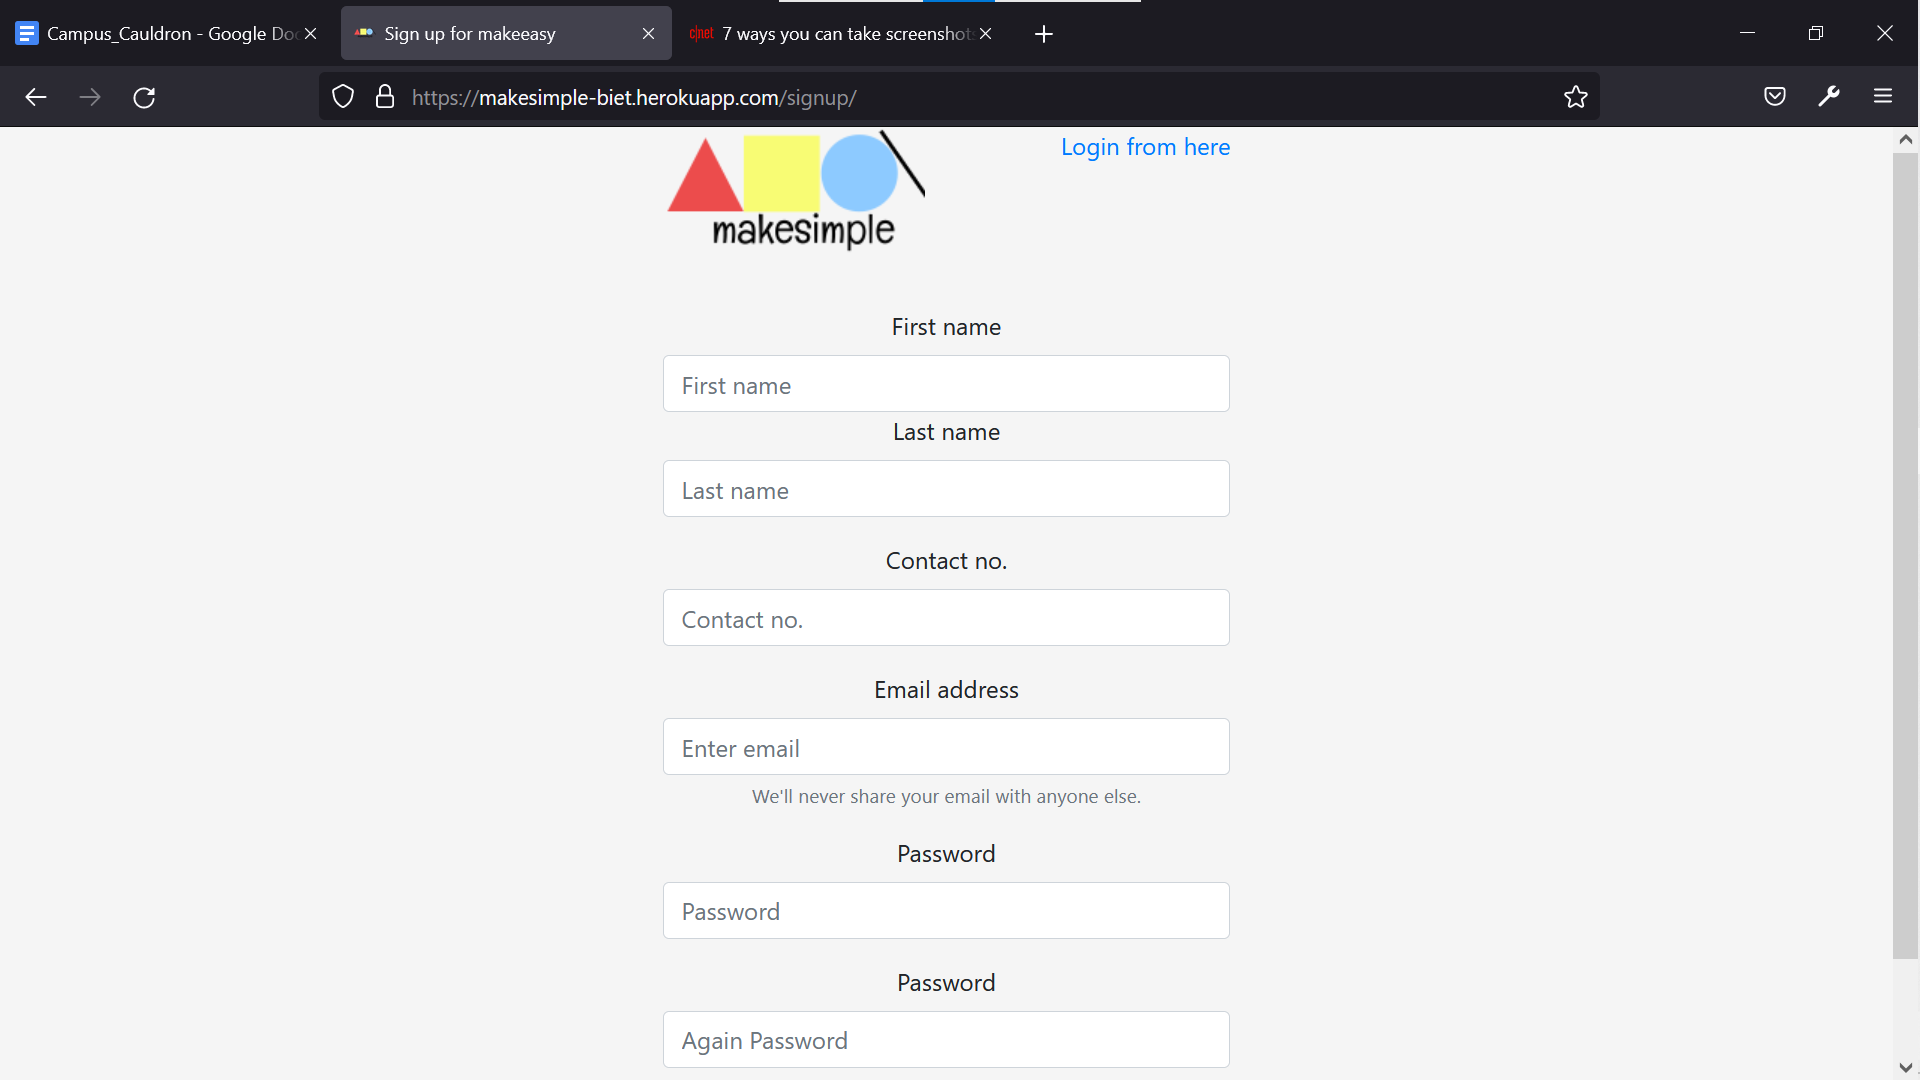 Campus_Cauldron - Google Doc
Sign up for makeeasy
c|net 7 ways you can take screenshots
https://makesimple-biet.herokuapp.com/signup/
Login from here
makesimple
First name
First name
Last name
Last name
Contact no.
Contact no.
Email address
Enter email
We'll never share your email with anyone else.
Password
Password
Password
Again Password